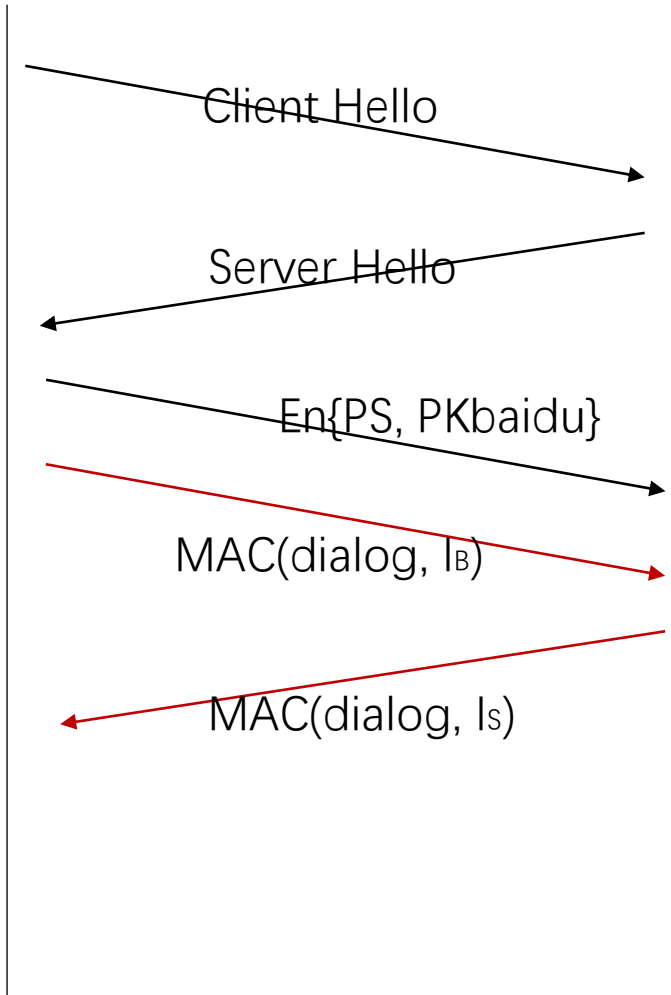 Client Hello
Server Hello
En{PS, PKbaidu}
MAC(dialog, IB)
MAC(dialog, IS)